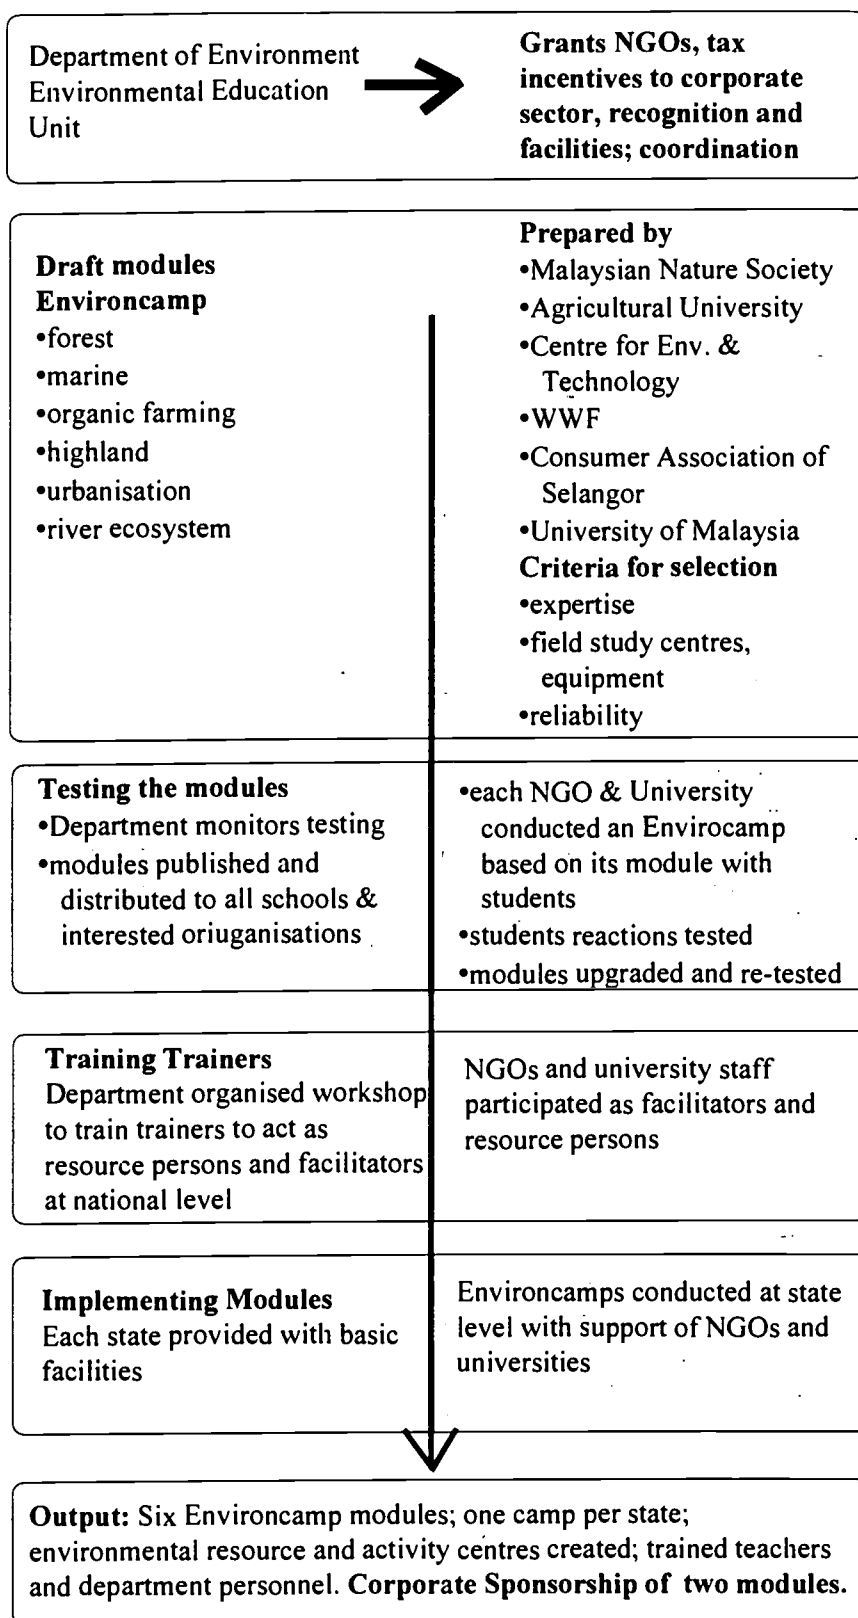 Department of Environment
Environmental Education
Unit
Grants NGOs, tax
incentives to corporate
sector, recognition and
facilities; coordination
Draft modules
Environcamp
•forest
•marine
•organic farming
•highland
•urbanisation
•river ecosystem
Prepared by
•Malaysian Nature Society
•Agricultural University
•Centre for Env. &
Technology
•WWF
•Consumer Association of
Selangor
•University of Malaysia
Criteria for selection
•expertise
•field study centres,
equipment
•reliability
Testing the modules
•Department monitors testing
•modules published and
distributed to all schools &
interested oriuganisations
•each NGO & University
conducted an Envirocamp
based on its module with
students
•students reactions tested
•modules upgraded and re-tested
Training Trainers
Department organised workshop
to train trainers to act as
resource persons and facilitators
at national level
NGOs and university staff
participated as facilitators and
resource persons
Implementing Modules
Each state provided with basic
facilities
Environcamps conducted at state
level with support of NGOs and
universities
Output: Six Environcamp modules; one camp per state;
environmental resource and activity centres created; trained teachers
and department personnel. Corporate Sponsorship of two modules.